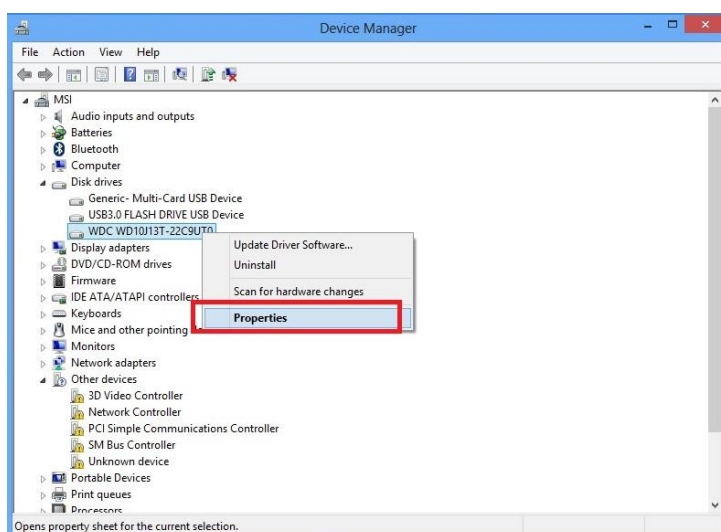 Device Manager
File Action View Help
MSI
Audio inputs and outputs
Batteries
Bluetooth
Computer
Disk drives
Generic- Multi-Card USB Device
USB3.0 FLASH DRIVE USB Device
WDC WD10J13T-22C9UT0
Display adapters
DVD/CD-ROM drives
Firmware
IDE ATA/ATAPI controllers
Keyboards
Mice and other pointing de
Monitors
Network adapters
Other devices
3D Video Controller
Network Controller
PCI Simple Communications Controller
SM Bus Controller
Unknown device
Portable Devices
Print queues
Processors
Update Driver Software...
Uninstall
Scan for hardware changes
Properties
Opens property sheet for the current selection.